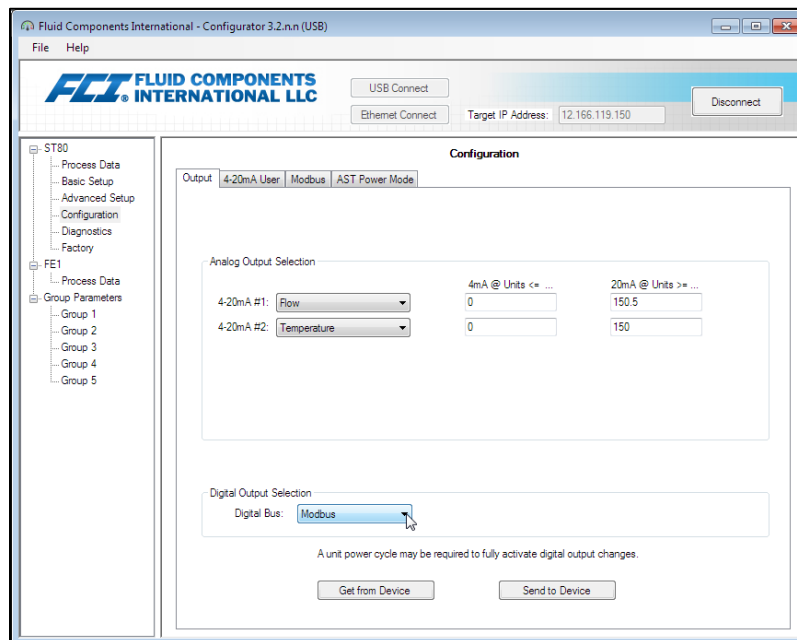 Fluid Components International - Configurator 3.2.n.n (USB)
File Help
FCI FLUID COMPONENTS
® INTERNATIONAL LLC
USB Connect
Ethernet Connect
Target IP Address: 12.166.119.150
Disconnect
ST80
Process Data
Basic Setup
Advanced Setup
Configuration
Diagnostics
Factory
FE1
Process Data
Group Parameters
Group 1
Group 2
Group 3
Group 4
Group 5
Configuration
Output 4-20mA User Modbus AST Power Mode
Analog Output Selection
4mA @ Units <= ... 20mA @ Units >= ...
4-20mA #1: Flow 0 150.5
4-20mA #2: Temperature 0 150
Digital Output Selection
Digital Bus: Modbus
A unit power cycle may be required to fully activate digital output changes.
Get from Device Send to Device